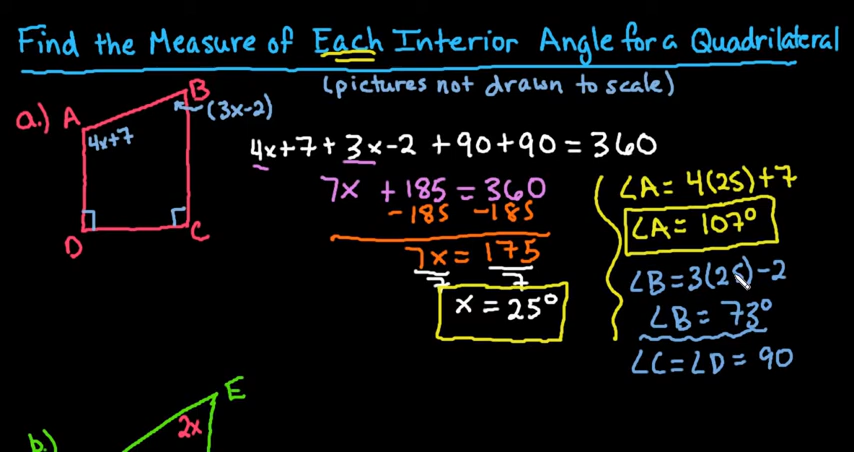 Find the Measure of Each Interior Angle for a Quadrilateral
(pictures not drawn to scale)
a.)
A
B
(3x-2)
4x+7
D
C
4x+7+3x-2+90+90=360
7x+185=360
-185 -185
7x=175
7 7
x=25°
∠A=4(25)+7
∠A=107°
∠B=3(25)-2
∠B=73°
∠C=∠D=90
b.)
E
2x